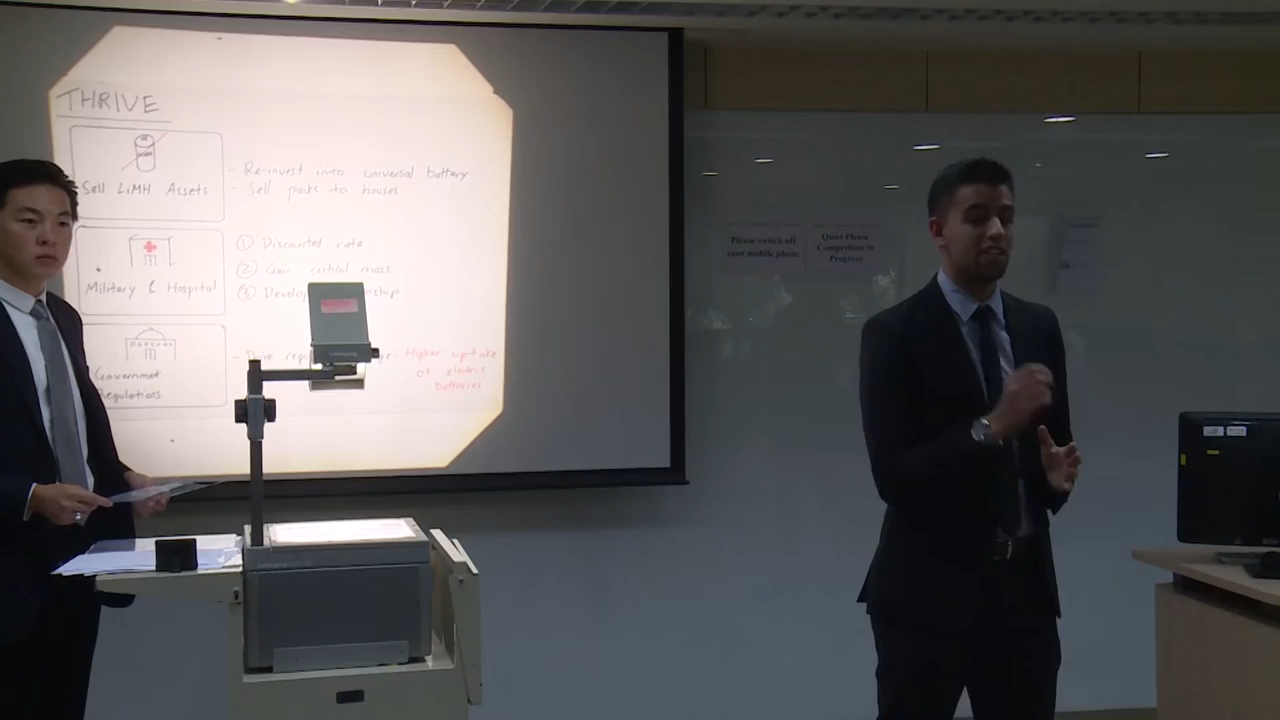 THRIVE
Sell LiMH Assets
- Re-invest into universal battery
- Sell packs to houses
Military & Hospital
① Discounted rate
② Gain critical mass
③ Develop
Government
Regulations
Higher uptake
of electric
batteries
Please switch off
your mobile phone
Quiet Please
Competition in
Progress